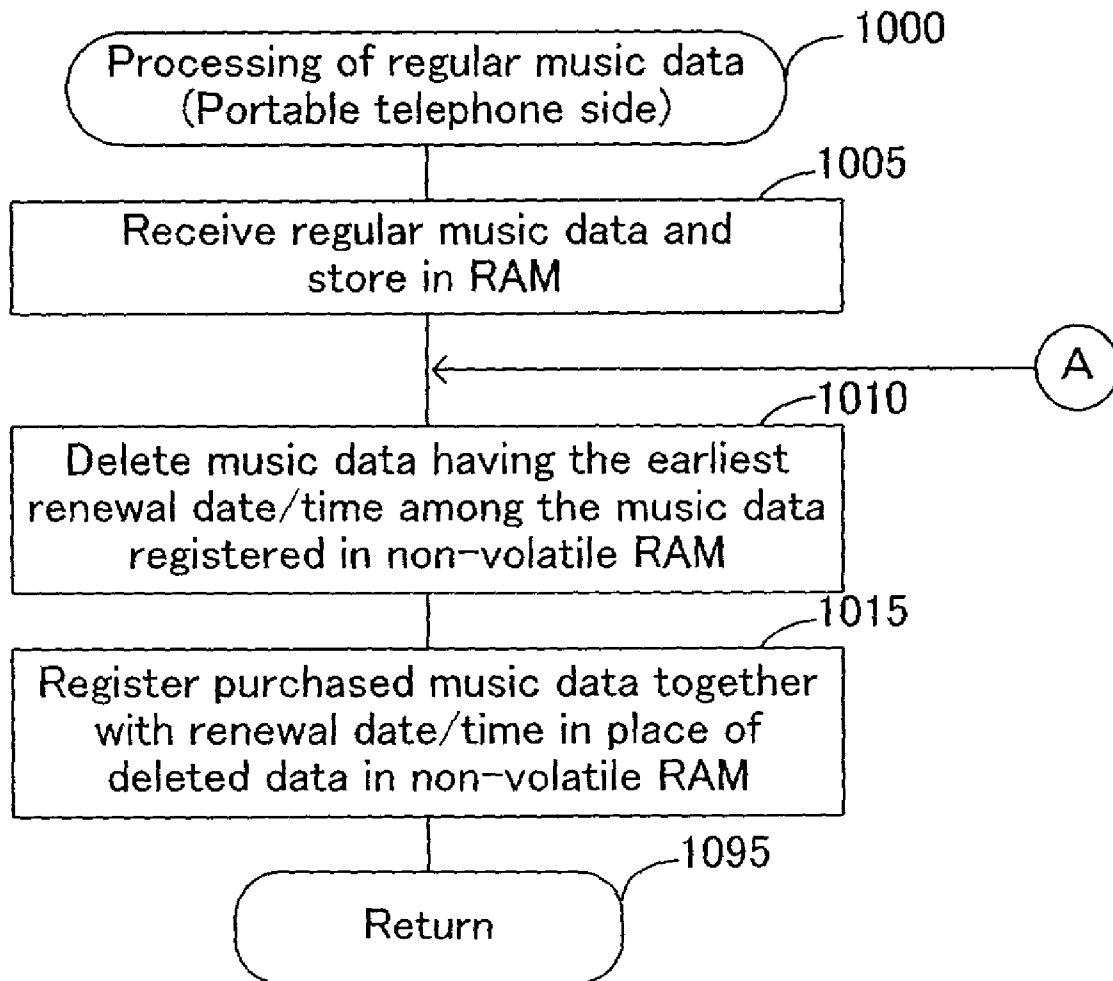 1000
Processing of regular music data
(Portable telephone side)
1005
Receive regular music data and
store in RAM
A
1010
Delete music data having the earliest
renewal date/time among the music data
registered in non-volatile RAM
1015
Register purchased music data together
with renewal date/time in place of
deleted data in non-volatile RAM
1095
Return